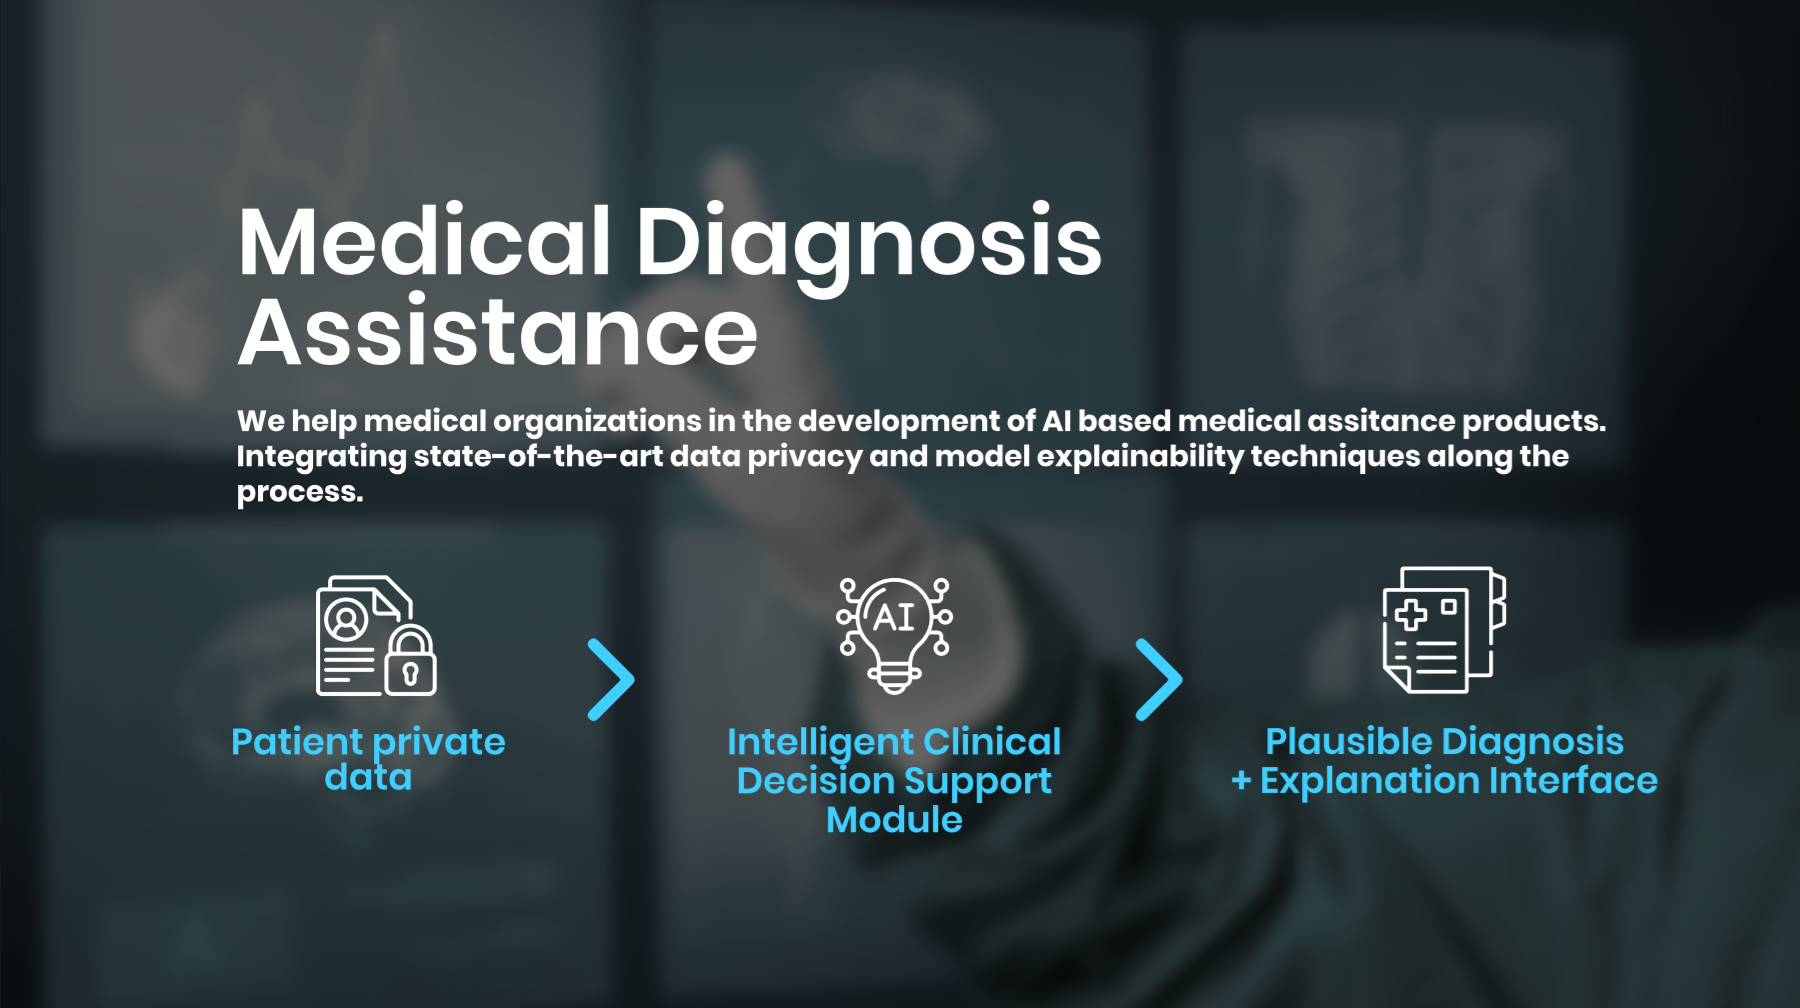 Medical Diagnosis
Assistance
We help medical organizations in the development of AI based medical assitance products.
Integrating state-of-the-art data privacy and model explainability techniques along the
process.
AI
Patient private
data
Intelligent Clinical
Decision Support
Module
Plausible Diagnosis
+ Explanation Interface